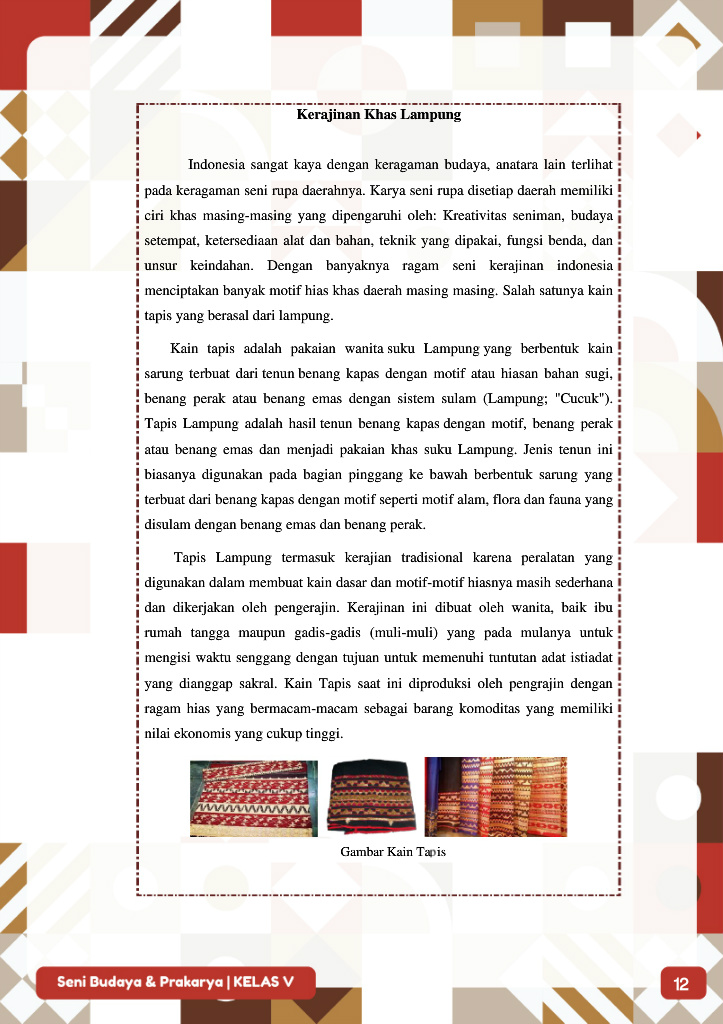 Kerajinan Khas Lampung
Indonesia sangat kaya dengan keragaman budaya, anatara lain terlihat
pada keragaman seni rupa daerahnya. Karya seni rupa disetiap daerah memiliki
ciri khas masing-masing yang dipengaruhi oleh: Kreativitas seniman, budaya
setempat, ketersediaan alat dan bahan, teknik yang dipakai, fungsi benda, dan
unsur keindahan. Dengan banyaknya ragam seni kerajinan indonesia
menciptakan banyak motif hias khas daerah masing masing. Salah satunya kain
tapis yang berasal dari lampung.
Kain tapis adalah pakaian wanita suku Lampung yang berbentuk kain
sarung terbuat dari tenun benang kapas dengan motif atau hiasan bahan sugi,
benang perak atau benang emas dengan sistem sulam (Lampung; "Cucuk").
Tapis Lampung adalah hasil tenun benang kapas dengan motif, benang perak
atau benang emas dan menjadi pakaian khas suku Lampung. Jenis tenun ini
biasanya digunakan pada bagian pinggang ke bawah berbentuk sarung yang
terbuat dari benang kapas dengan motif seperti motif alam, flora dan fauna yang
disulam dengan benang emas dan benang perak.
Tapis Lampung termasuk kerajian tradisional karena peralatan yang
digunakan dalam membuat kain dasar dan motif-motif hiasnya masih sederhana
dan dikerjakan oleh pengerajin. Kerajinan ini dibuat oleh wanita, baik ibu
rumah tangga maupun gadis-gadis (muli-muli) yang pada mulanya untuk
mengisi waktu senggang dengan tujuan untuk memenuhi tuntutan adat istiadat
yang dianggap sakral. Kain Tapis saat ini diproduksi oleh pengrajin dengan
ragam hias yang bermacam-macam sebagai barang komoditas yang memiliki
nilai ekonomis yang cukup tinggi.
Gambar Kain Tapis
Seni Budaya & Prakarya | KELAS V
12